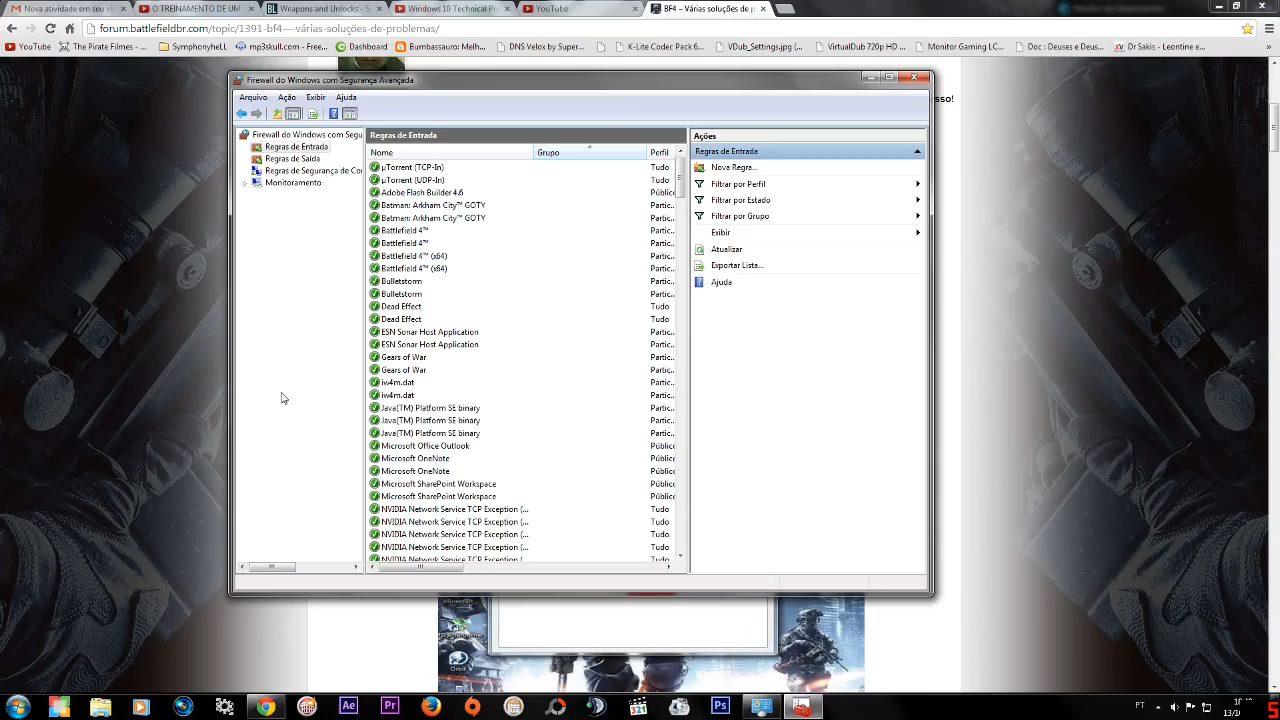 Nova atividade em seu ví
O TREINAMENTO DE UM
Weapons and Unlocks - S
Windows 10 Technical Pr
YouTube
BF4 – Várias soluções de p
forum.battlefieldbr.com/topic/1391-bf4----várias-soluções-de-problemas/
YouTube
The Pirate Filmes -
SymphonyheLL
mp3skull.com - Free...
Dashboard
Bumbassauro: Melh...
DNS Velox by Super...
K-Lite Codec Pack 6...
VDub_Settings.jpg (...
VirtualDub 720p HD ...
Monitor Gaming LC...
Doc : Deuses e Deus...
Dr Sakis - Leontine e
»
Firewall do Windows com Segurança Avançada
sso!
Arquivo Ação Exibir Ajuda
Firewall do Windows com Segu
Regras de Entrada
Regras de Saída
Regras de Segurança de Co
Monitoramento
Regras de Entrada
Nome Grupo Perfil
µTorrent (TCP-In) Tudo
µTorrent (UDP-In) Tudo
Adobe Flash Builder 4.6 Públic
Batman: Arkham City™ GOTY Partic...
Batman: Arkham City™ GOTY Partic...
Battlefield 4™ Partic...
Battlefield 4™ Partic...
Battlefield 4™ (x64) Partic...
Battlefield 4™ (x64) Partic...
Bulletstorm Partic...
Bulletstorm Partic...
Dead Effect Tudo
Dead Effect Tudo
ESN Sonar Host Application Partic...
ESN Sonar Host Application Partic...
Gears of War Partic...
Gears of War Partic...
iw4m.dat Partic...
iw4m.dat Partic...
Java(TM) Platform SE binary Partic...
Java(TM) Platform SE binary Partic...
Java(TM) Platform SE binary Partic...
Microsoft Office Outlook Públic
Microsoft OneNote Públic
Microsoft OneNote Públic
Microsoft SharePoint Workspace Públic
Microsoft SharePoint Workspace Públic
NVIDIA Network Service TCP Exception (... Tudo
NVIDIA Network Service TCP Exception (... Tudo
NVIDIA Network Service TCP Exception (... Tudo
NVIDIA Network Service TCP Exception (... Tudo
NVIDIA Network Service TCP Exception ( Tudo
Ações
Regras de Entrada
Nova Regra...
Filtrar por Perfil
Filtrar por Estado
Filtrar por Grupo
Exibir
Atualizar
Exportar Lista...
Ajuda
Minecraft
Orbit
Ae
Pr
321
Ps
PT